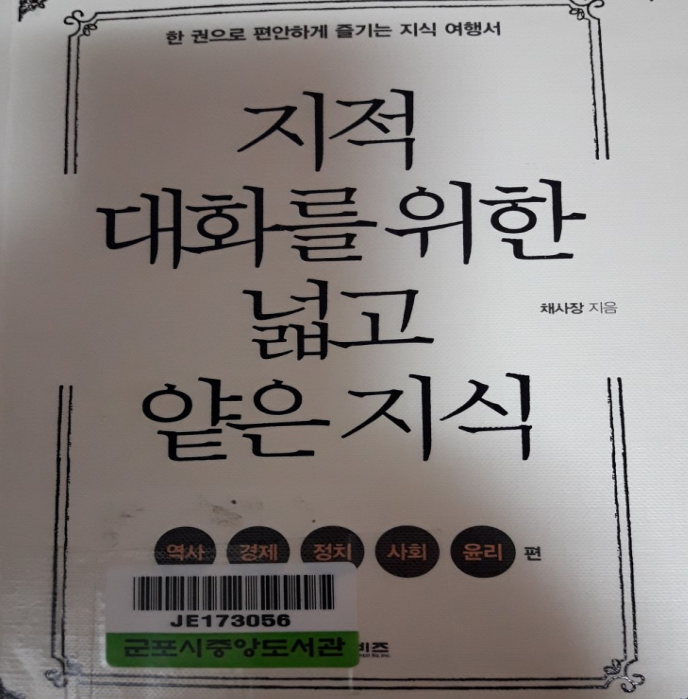 한 권으로 편안하게 즐기는 지식 여행서
지적
대화를 위한
넓고
얕은 지식
채사장 지음
역사 경제 정치 사회 윤리 편
JE173056
군포시중앙도서관
비즈